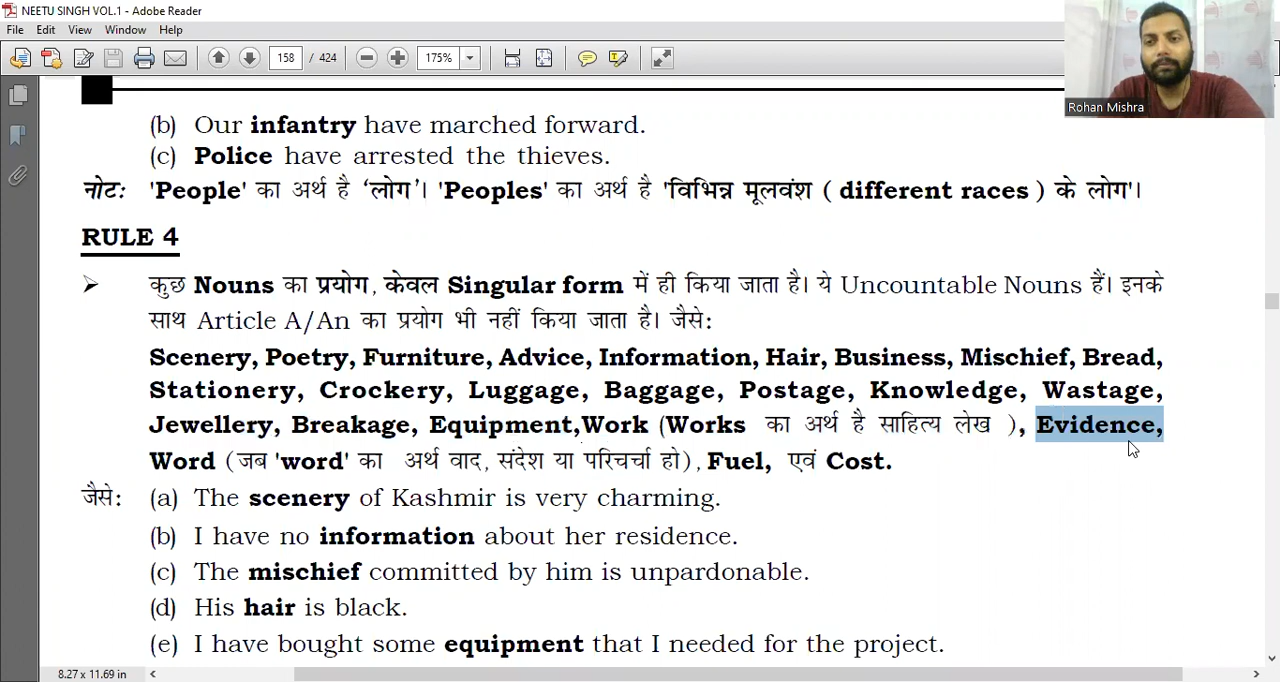 NEETU SINGH VOL.1 - Adobe Reader
File Edit View Window Help
158 / 424 175%
Rohan Mishra
(b) Our infantry have marched forward.
(c) Police have arrested the thieves.
नोटः 'People' का अर्थ है 'लोग'। 'Peoples' का अर्थ है 'विभिन्न मूलवंश ( different races ) के लोग'।
RULE 4
➢ कुछ Nouns का प्रयोग, केवल Singular form में ही किया जाता है। ये Uncountable Nouns हैं। इनके
साथ Article A/An का प्रयोग भी नहीं किया जाता है। जैसे:
Scenery, Poetry, Furniture, Advice, Information, Hair, Business, Mischief, Bread,
Stationery, Crockery, Luggage, Baggage, Postage, Knowledge, Wastage,
Jewellery, Breakage, Equipment,Work (Works का अर्थ है साहित्य लेख ), Evidence,
Word (जब 'word' का अर्थ वाद, संदेश या परिचर्चा हो), Fuel, एवं Cost.
जैसे: (a) The scenery of Kashmir is very charming.
(b) I have no information about her residence.
(c) The mischief committed by him is unpardonable.
(d) His hair is black.
(e) I have bought some equipment that I needed for the project.
8.27 x 11.69 in